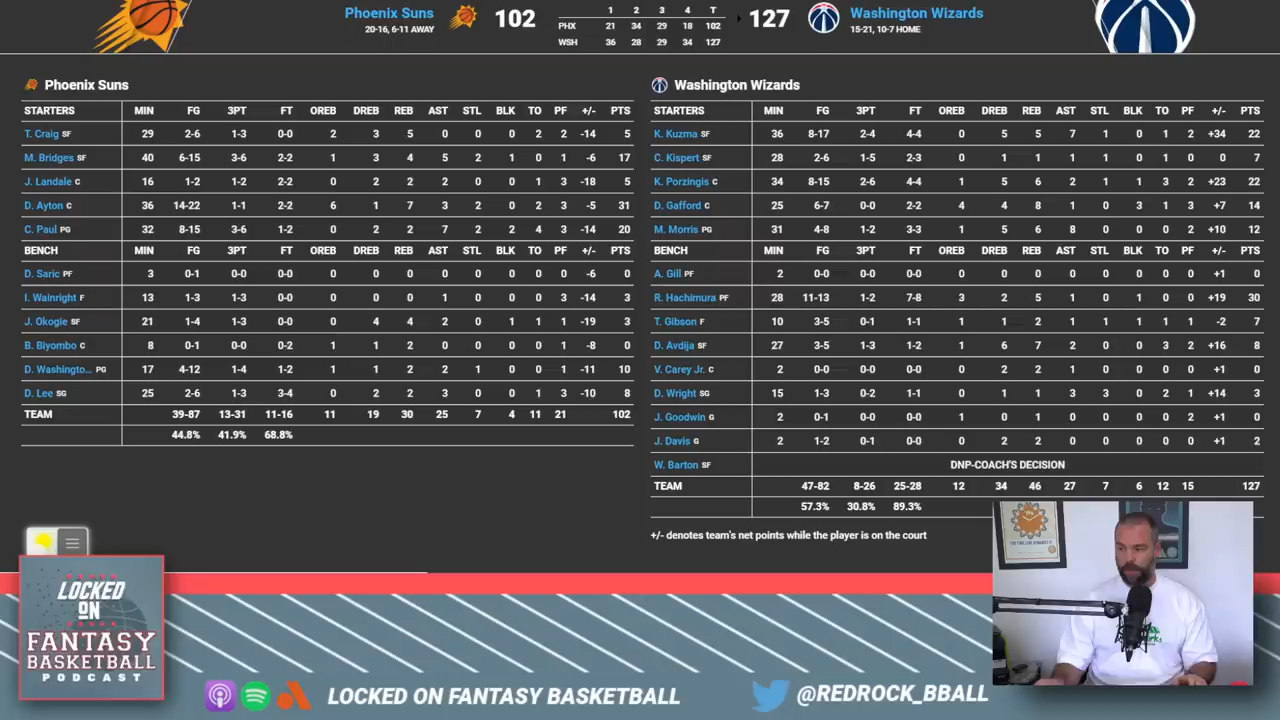 Phoenix Suns 102 1 2 3 4 T 127 Washington Wizards
20-16, 6-11 AWAY PHX 21 34 29 18 102 15-21, 10-7 HOME
WSH 36 28 29 34 127
Phoenix Suns
STARTERS MIN FG 3PT FT OREB DREB REB AST STL BLK TO PF +/- PTS
T. Craig SF 29 2-6 1-3 0-0 2 3 5 0 0 0 2 2 -14 5
M. Bridges SF 40 6-15 3-6 2-2 1 3 4 5 2 1 0 1 -6 17
J. Landale C 16 1-2 1-2 2-2 0 2 2 2 0 0 1 3 -18 5
D. Ayton C 36 14-22 1-1 2-2 6 1 7 3 2 0 2 3 -5 31
C. Paul PG 32 8-15 3-6 1-2 0 2 2 7 2 2 4 3 -14 20
BENCH MIN FG 3PT FT OREB DREB REB AST STL BLK TO PF +/- PTS
D. Saric PF 3 0-1 0-0 0-0 0 0 0 0 0 0 0 0 -6 0
I. Wainright F 13 1-3 1-3 0-0 0 0 0 1 0 0 0 3 -14 3
J. Okogie SF 21 1-4 1-3 0-0 0 4 4 2 0 1 1 1 -19 3
B. Biyombo C 8 0-1 0-0 0-2 1 1 2 0 0 0 0 1 -8 0
D. Washingto... PG 17 4-12 1-4 1-2 1 1 2 2 1 0 0 1 -11 10
D. Lee SG 25 2-6 1-3 3-4 0 2 2 3 0 0 1 3 -10 8
TEAM 39-87 13-31 11-16 11 19 30 25 7 4 11 21 102
44.8% 41.9% 68.8%
Washington Wizards
STARTERS MIN FG 3PT FT OREB DREB REB AST STL BLK TO PF +/- PTS
K. Kuzma SF 36 8-17 2-4 4-4 0 5 5 7 1 0 1 2 +34 22
C. Kispert SF 28 2-6 1-5 2-3 0 1 1 1 1 0 1 0 0 7
K. Porzingis C 34 8-15 2-6 4-4 1 5 6 2 1 1 3 2 +23 22
D. Gafford C 25 6-7 0-0 2-2 4 4 8 1 0 3 1 3 +7 14
M. Morris PG 31 4-8 1-2 3-3 1 5 6 8 0 0 0 2 +10 12
BENCH MIN FG 3PT FT OREB DREB REB AST STL BLK TO PF +/- PTS
A. Gill PF 2 0-0 0-0 0-0 0 0 0 0 0 0 0 0 +1 0
R. Hachimura PF 28 11-13 1-2 7-8 3 2 5 1 0 1 0 0 +19 30
T. Gibson F 10 3-5 0-1 1-1 1 1 2 1 1 1 1 1 -2 7
D. Avdija SF 27 3-5 1-3 1-2 1 6 7 2 0 0 3 2 +16 8
V. Carey Jr. C 2 0-0 0-0 0-0 0 2 2 1 0 0 0 0 +1 0
D. Wright SG 15 1-3 0-2 1-1 0 1 1 3 3 0 2 1 +14 3
J. Goodwin G 2 0-1 0-0 0-0 1 0 1 0 0 0 0 2 +1 0
J. Davis G 2 1-2 0-1 0-0 0 2 2 0 0 0 0 0 +1 2
W. Barton SF DNP-COACH'S DECISION
TEAM 47-82 8-26 25-28 12 34 46 27 7 6 12 15 127
57.3% 30.8% 89.3%
+/- denotes team's net points while the player is on the court
LOCKED
ON
FANTASY
BASKETBALL
PODCAST
LOCKED ON FANTASY BASKETBALL @REDROCK_BBALL